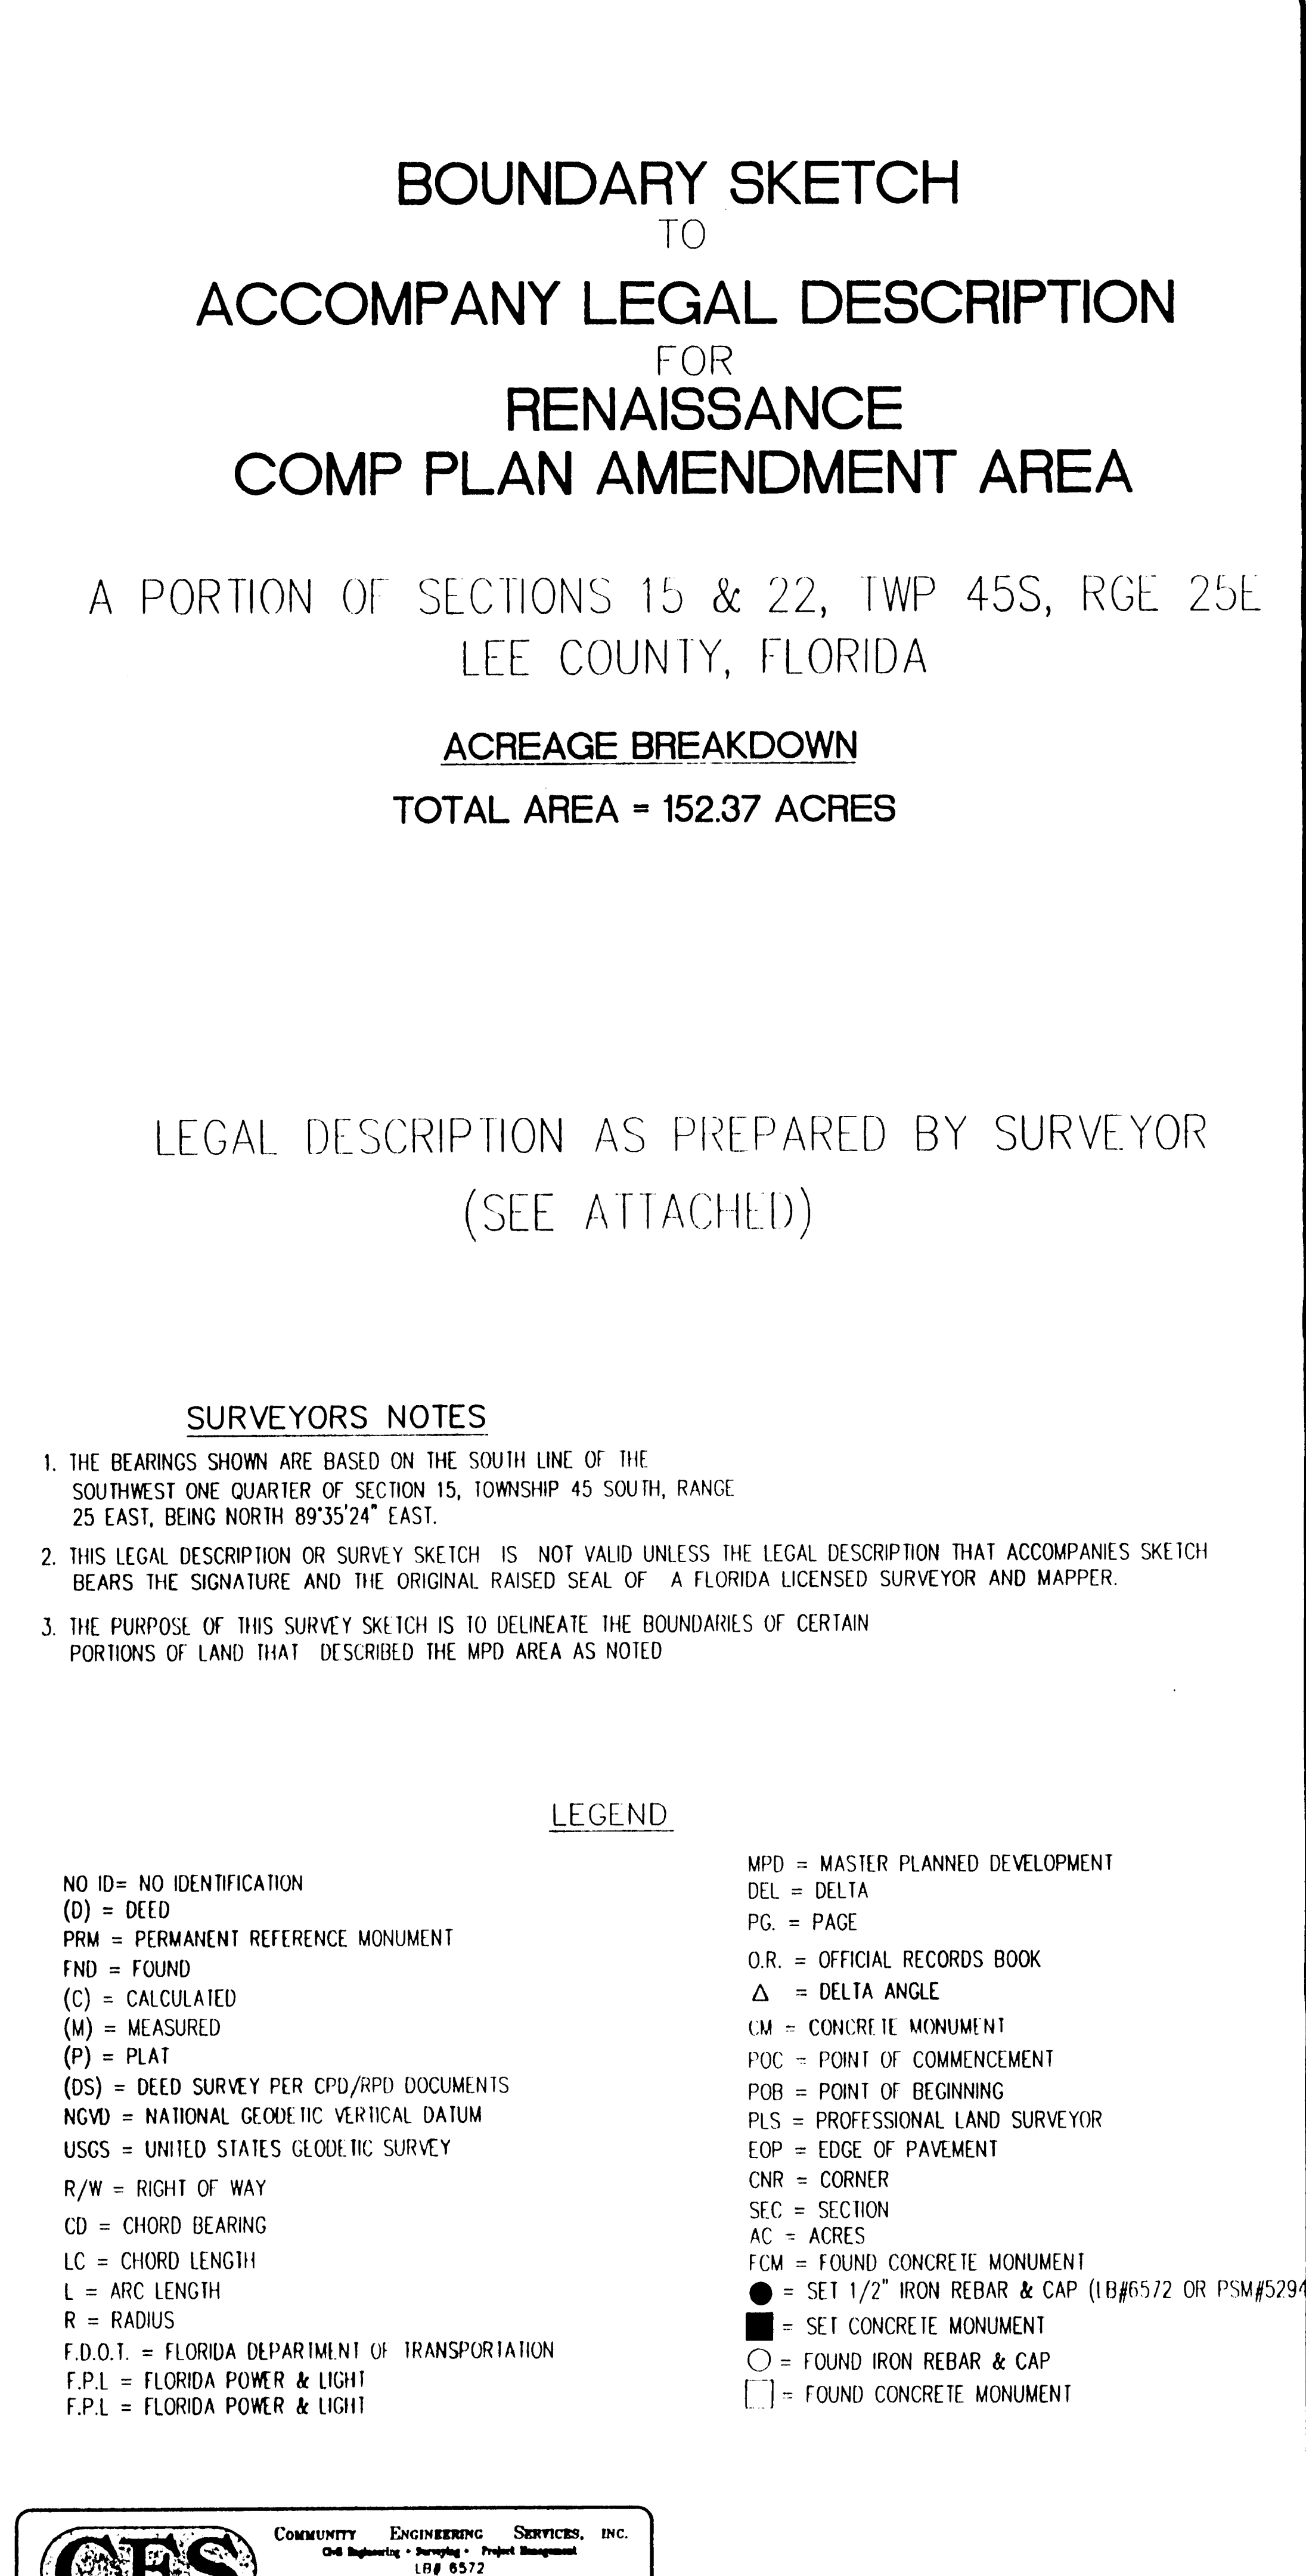 BOUNDARY SKETCH
TO
ACCOMPANY LEGAL DESCRIPTION
FOR
RENAISSANCE
COMP PLAN AMENDMENT AREA
A PORTION OF SECTIONS 15 & 22, TWP 45S, RGE 25E
LEE COUNTY, FLORIDA
ACREAGE BREAKDOWN
TOTAL AREA = 152.37 ACRES
LEGAL DESCRIPTION AS PREPARED BY SURVEYOR
(SEE ATTACHED)
SURVEYORS NOTES
1. THE BEARINGS SHOWN ARE BASED ON THE SOUTH LINE OF THE
SOUTHWEST ONE QUARTER OF SECTION 15, TOWNSHIP 45 SOUTH, RANGE
25 EAST, BEING NORTH 89°35'24" EAST.
2. THIS LEGAL DESCRIPTION OR SURVEY SKETCH IS NOT VALID UNLESS THE LEGAL DESCRIPTION THAT ACCOMPANIES SKETCH
BEARS THE SIGNATURE AND THE ORIGINAL RAISED SEAL OF A FLORIDA LICENSED SURVEYOR AND MAPPER.
3. THE PURPOSE OF THIS SURVEY SKETCH IS TO DELINEATE THE BOUNDARIES OF CERTAIN
PORTIONS OF LAND THAT DESCRIBED THE MPD AREA AS NOTED
LEGEND
NO ID= NO IDENTIFICATION
(D) = DEED
PRM = PERMANENT REFERENCE MONUMENT
FND = FOUND
(C) = CALCULATED
(M) = MEASURED
(P) = PLAT
(DS) = DEED SURVEY PER CPD/RPD DOCUMENTS
NGVD = NATIONAL GEODETIC VERTICAL DATUM
USGS = UNITED STATES GEODETIC SURVEY
R/W = RIGHT OF WAY
CD = CHORD BEARING
LC = CHORD LENGTH
L = ARC LENGTH
R = RADIUS
F.D.O.T. = FLORIDA DEPARTMENT OF TRANSPORTATION
F.P.L = FLORIDA POWER & LIGHT
F.P.L = FLORIDA POWER & LIGHT
MPD = MASTER PLANNED DEVELOPMENT
DEL = DELTA
PG. = PAGE
O.R. = OFFICIAL RECORDS BOOK
Δ = DELTA ANGLE
CM = CONCRETE MONUMENT
POC = POINT OF COMMENCEMENT
POB = POINT OF BEGINNING
PLS = PROFESSIONAL LAND SURVEYOR
EOP = EDGE OF PAVEMENT
CNR = CORNER
SEC = SECTION
AC = ACRES
FCM = FOUND CONCRETE MONUMENT
● = SET 1/2" IRON REBAR & CAP (LB#6572 OR PSM#5294
■ = SET CONCRETE MONUMENT
○ = FOUND IRON REBAR & CAP
□ = FOUND CONCRETE MONUMENT
CES
COMMUNITY ENGINEERING SERVICES, INC.
Civil Engineering • Surveying • Project Management
LB# 6572